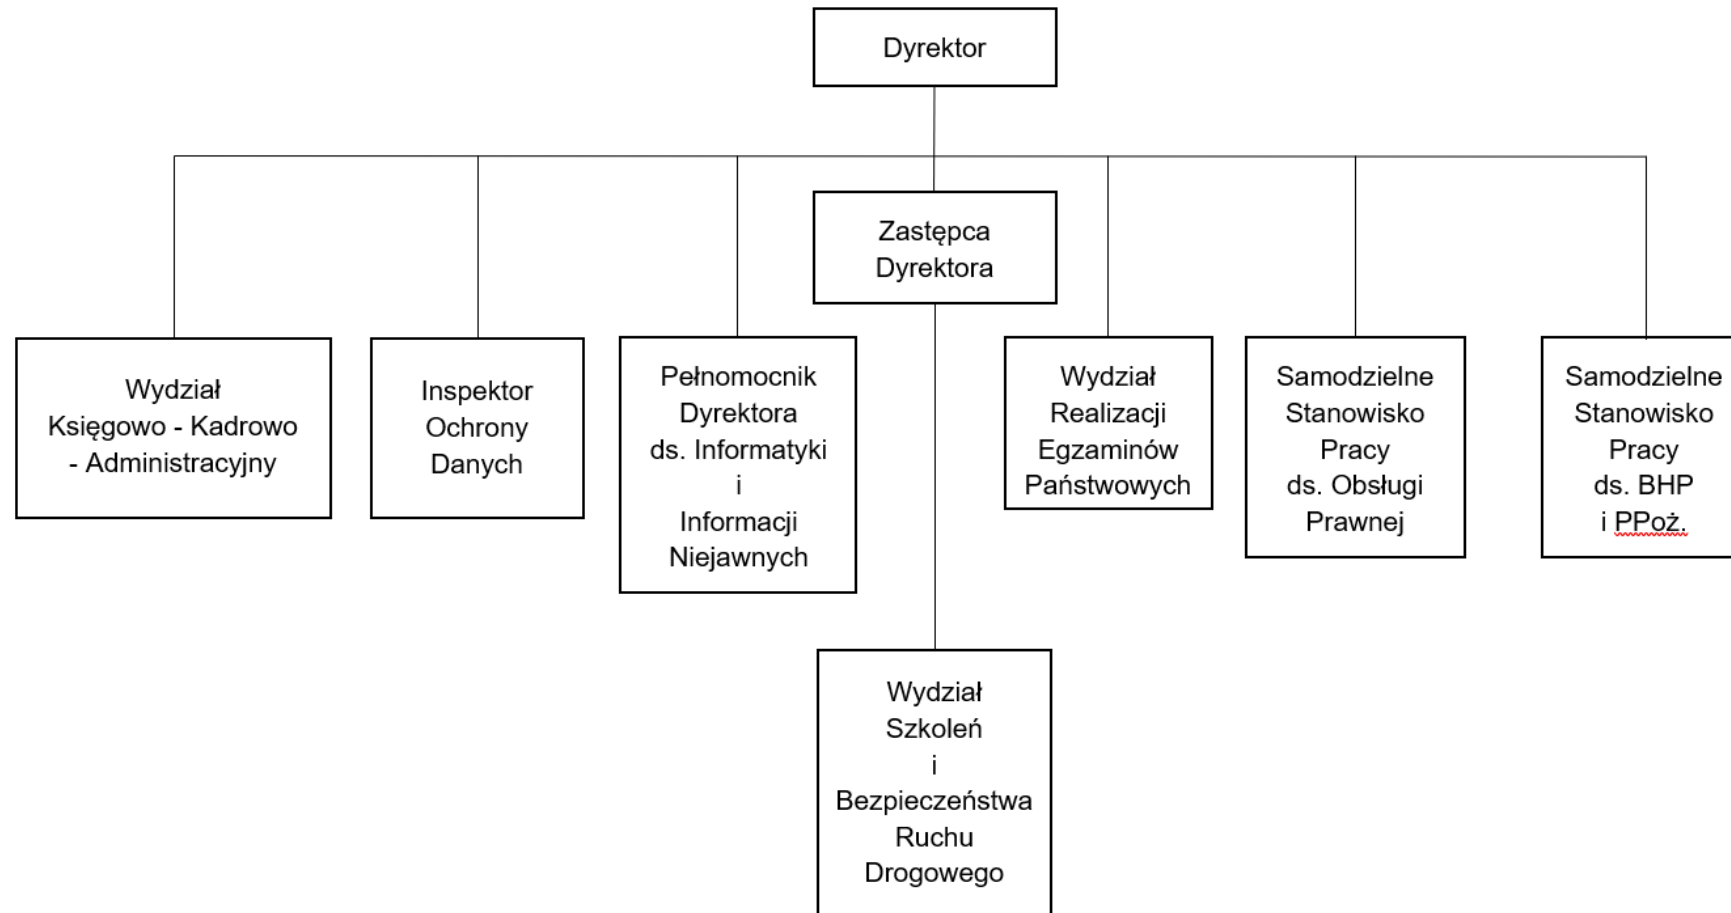 Dyrektor
Zastępca
Dyrektora
Wydział
Księgowo - Kadrowo
- Administracyjny
Inspektor
Ochrony
Danych
Pełnomocnik
Dyrektora
ds. Informatyki
i
Informacji
Niejawnych
Wydział
Realizacji
Egzaminów
Państwowych
Samodzielne
Stanowisko
Pracy
ds. Obsługi
Prawnej
Samodzielne
Stanowisko
Pracy
ds. BHP
i PPoż.
Wydział
Szkoleń
i
Bezpieczeństwa
Ruchu
Drogowego